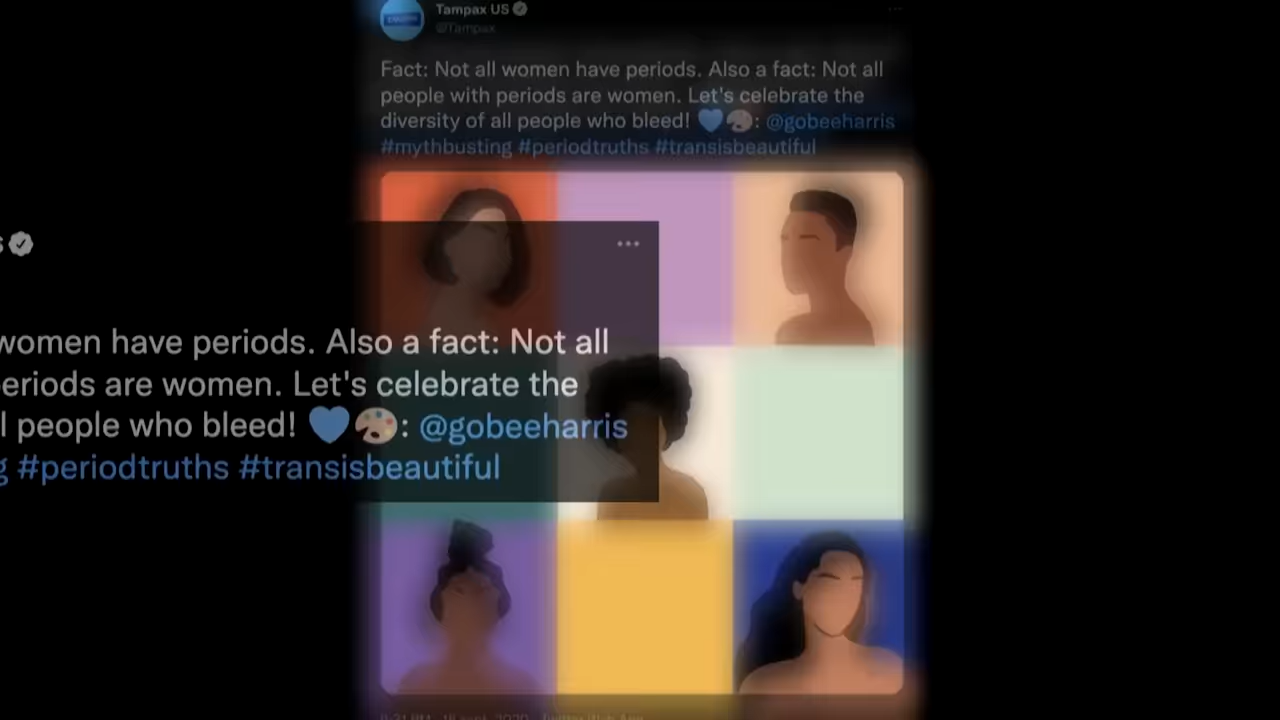 Tampax US
@Tampax
Fact: Not all women have periods. Also a fact: Not all
people with periods are women. Let's celebrate the
diversity of all people who bleed! 💙🎨: @gobeeharris
#mythbusting #periodtruths #transisbeautiful
women have periods. Also a fact: Not all
eriods are women. Let's celebrate the
l people who bleed! 💙🎨: @gobeeharris
g #periodtruths #transisbeautiful